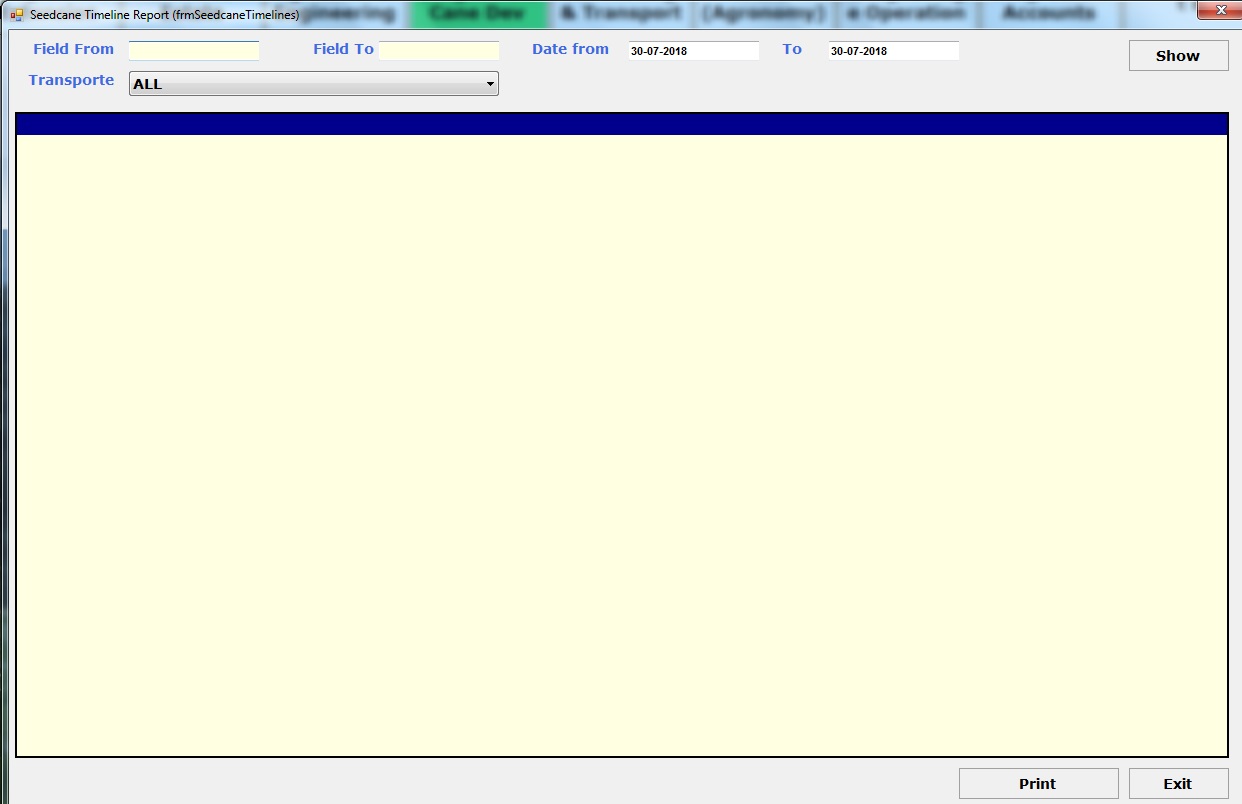 Seedcane Timeline Report (frmSeedcaneTimelines)
Cane Dev & Transport (Agronomy) e Operation Accounts
Field From Field To Date from 30-07-2018 To 30-07-2018 Show
Transporte ALL
Print Exit